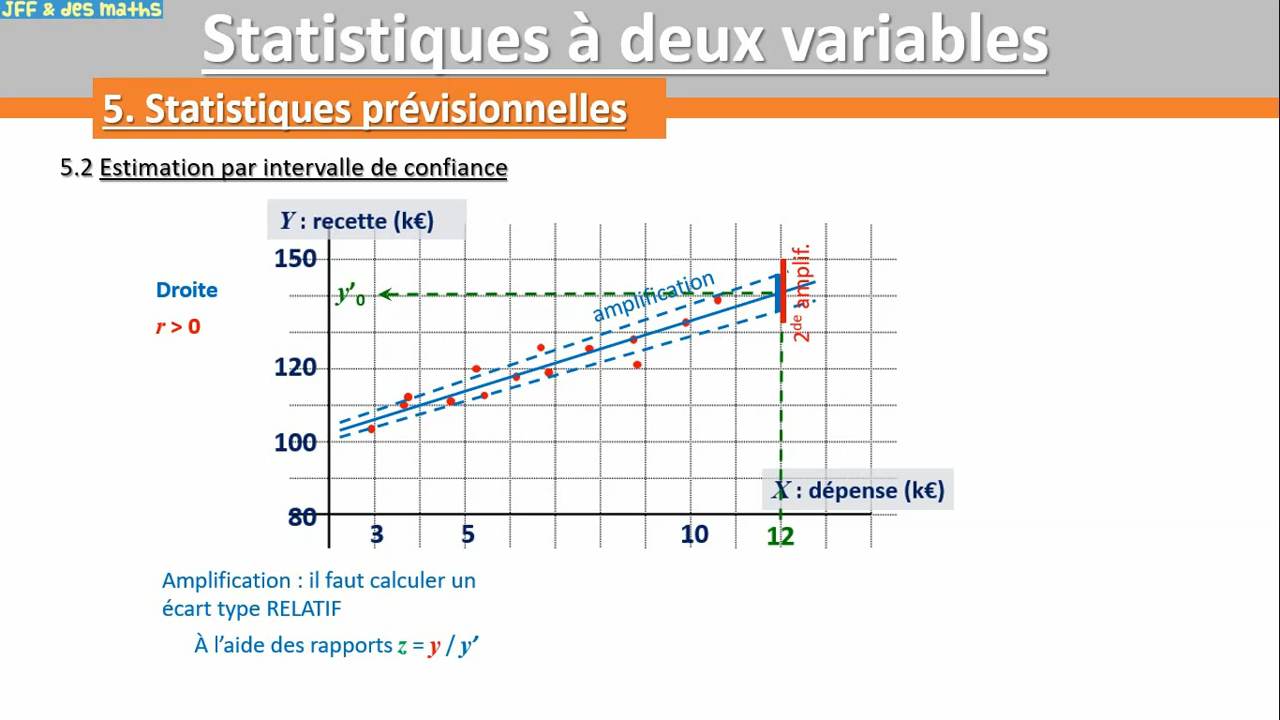 JFF & des maths
Statistiques à deux variables
5. Statistiques prévisionnelles
5.2 Estimation par intervalle de confiance
Y : recette (k€)
150
Droite
r > 0
y’0
amplification
2de amplif.
120
100
80
X : dépense (k€)
3 5 10 12
Amplification : il faut calculer un
écart type RELATIF
À l’aide des rapports z = y / y’